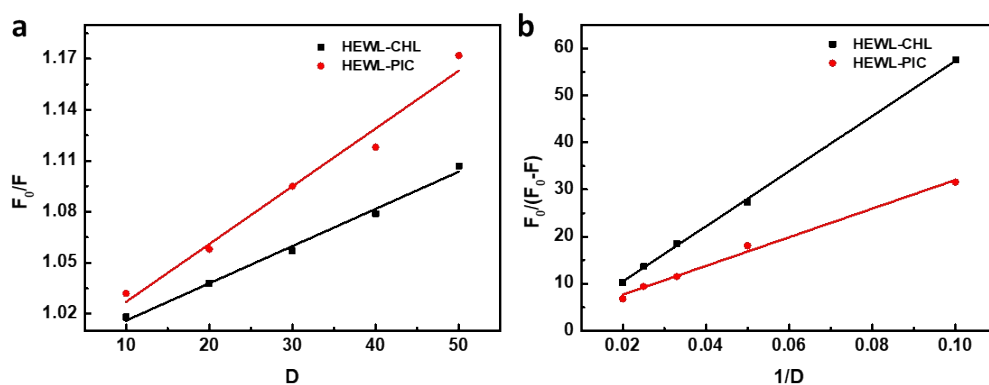 a
HEWL-CHL
HEWL-PIC
1.17
1.14
1.11
1.08
1.05
1.02
F0/F
10 20 30 40 50
D
b
HEWL-CHL
HEWL-PIC
60
50
40
30
20
10
0
F0/(F0-F)
0.02 0.04 0.06 0.08 0.10
1/D